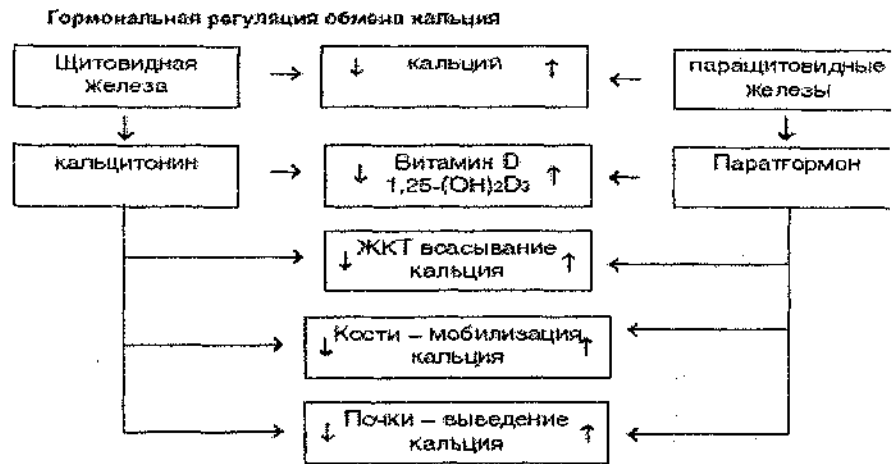 Гормональная регуляция обмена кальция
Щитовидная
железа
→
↓ кальций ↑
←
паращитовидные
железы
кальцитонин
→
↓ Витамин D ↑
1,25-(OH)₂D₃
←
Паратгормон
↓ ЖКТ всасывание ↑
кальция
↓ Кости – мобилизация ↑
кальция
↓ Почки – выведение ↑
кальция